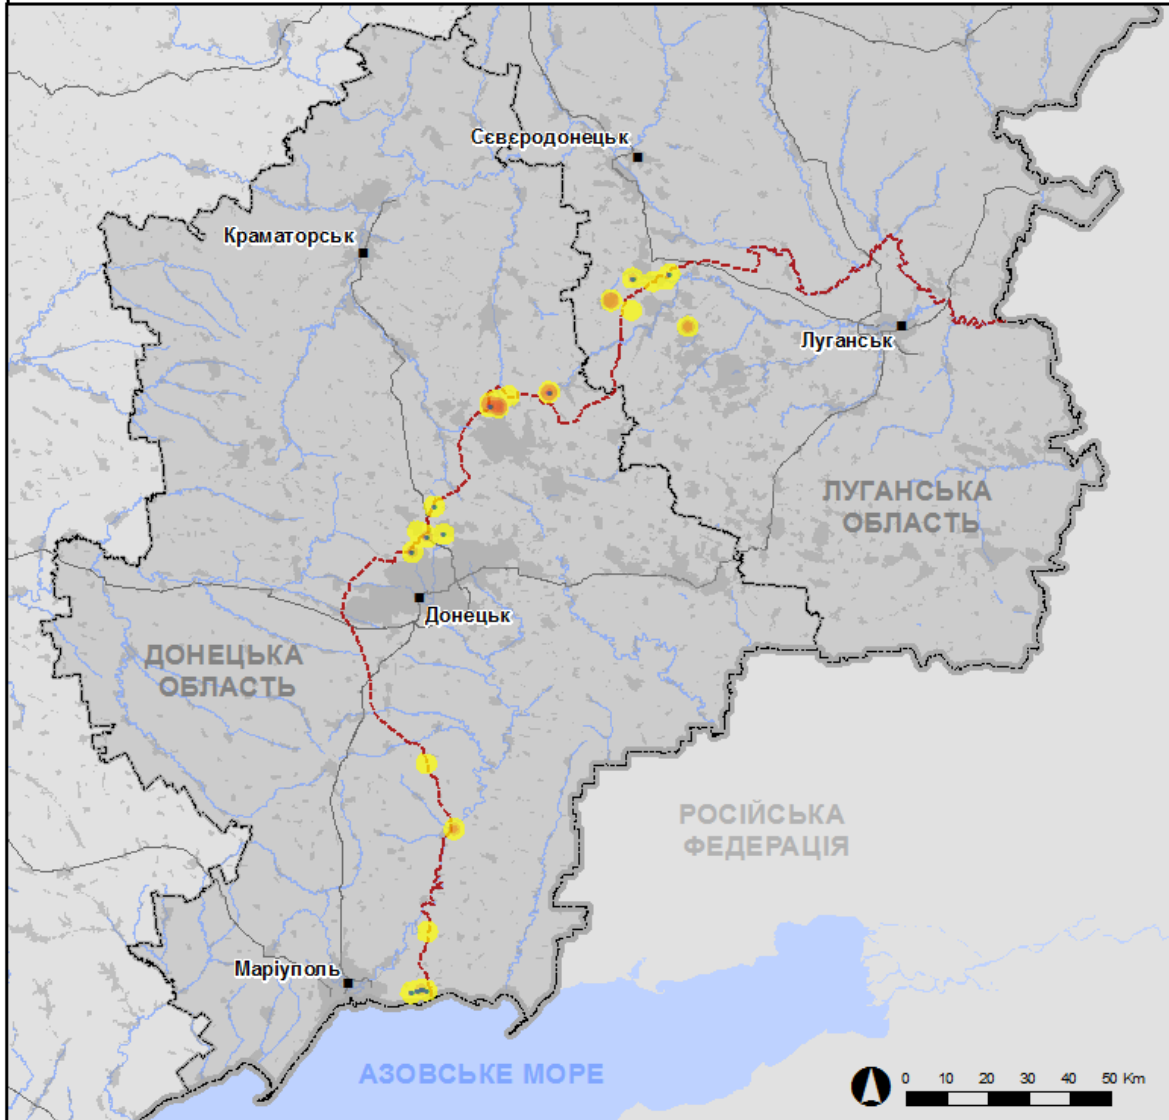 Сєвєродонецьк
Краматорськ
Луганськ
ЛУГАНСЬКА
ОБЛАСТЬ
Донецьк
ДОНЕЦЬКА
ОБЛАСТЬ
РОСІЙСЬКА
ФЕДЕРАЦІЯ
Маріуполь
АЗОВСЬКЕ МОРЕ
0 10 20 30 40 50 Km